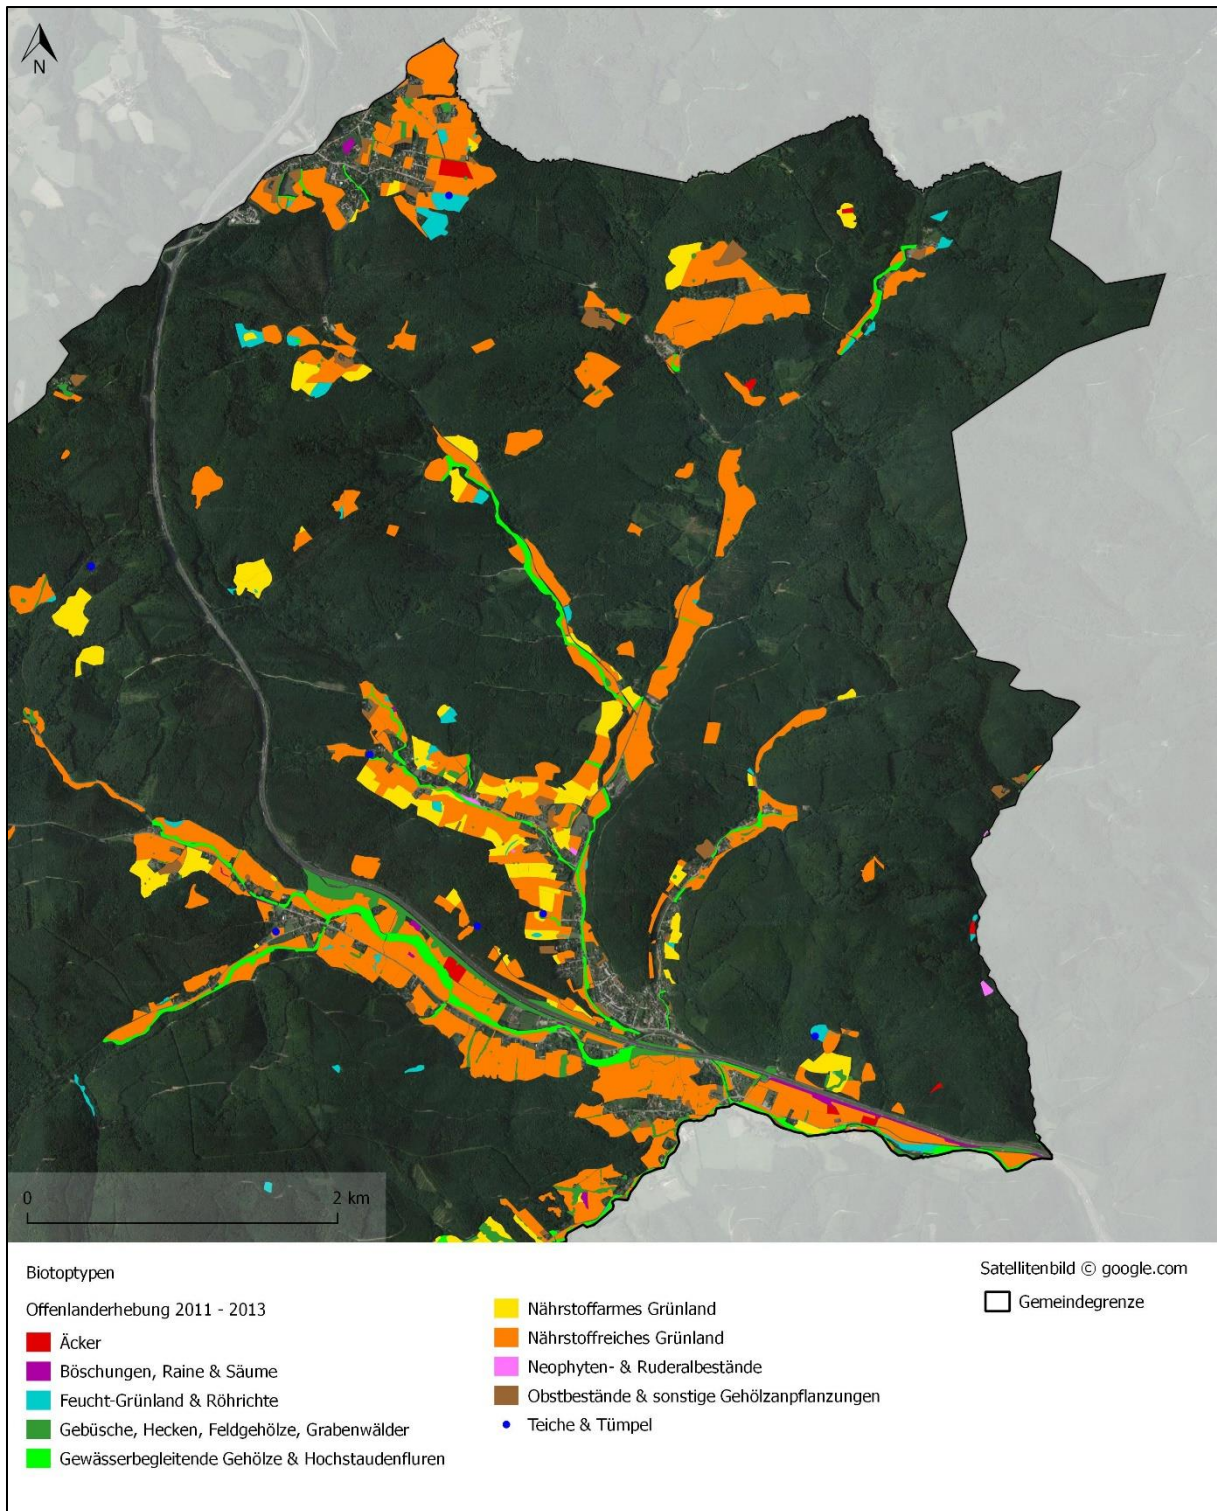 N
0 2 km
Biotoptypen
Offenlanderhebung 2011 - 2013
Äcker
Böschungen, Raine & Säume
Feucht-Grünland & Röhrichte
Gebüsche, Hecken, Feldgehölze, Grabenwälder
Gewässerbegleitende Gehölze & Hochstaudenfluren
Nährstoffarmes Grünland
Nährstoffreiches Grünland
Neophyten- & Ruderalbestände
Obstbestände & sonstige Gehölzanpflanzungen
Teiche & Tümpel
Satellitenbild © google.com
Gemeindegrenze